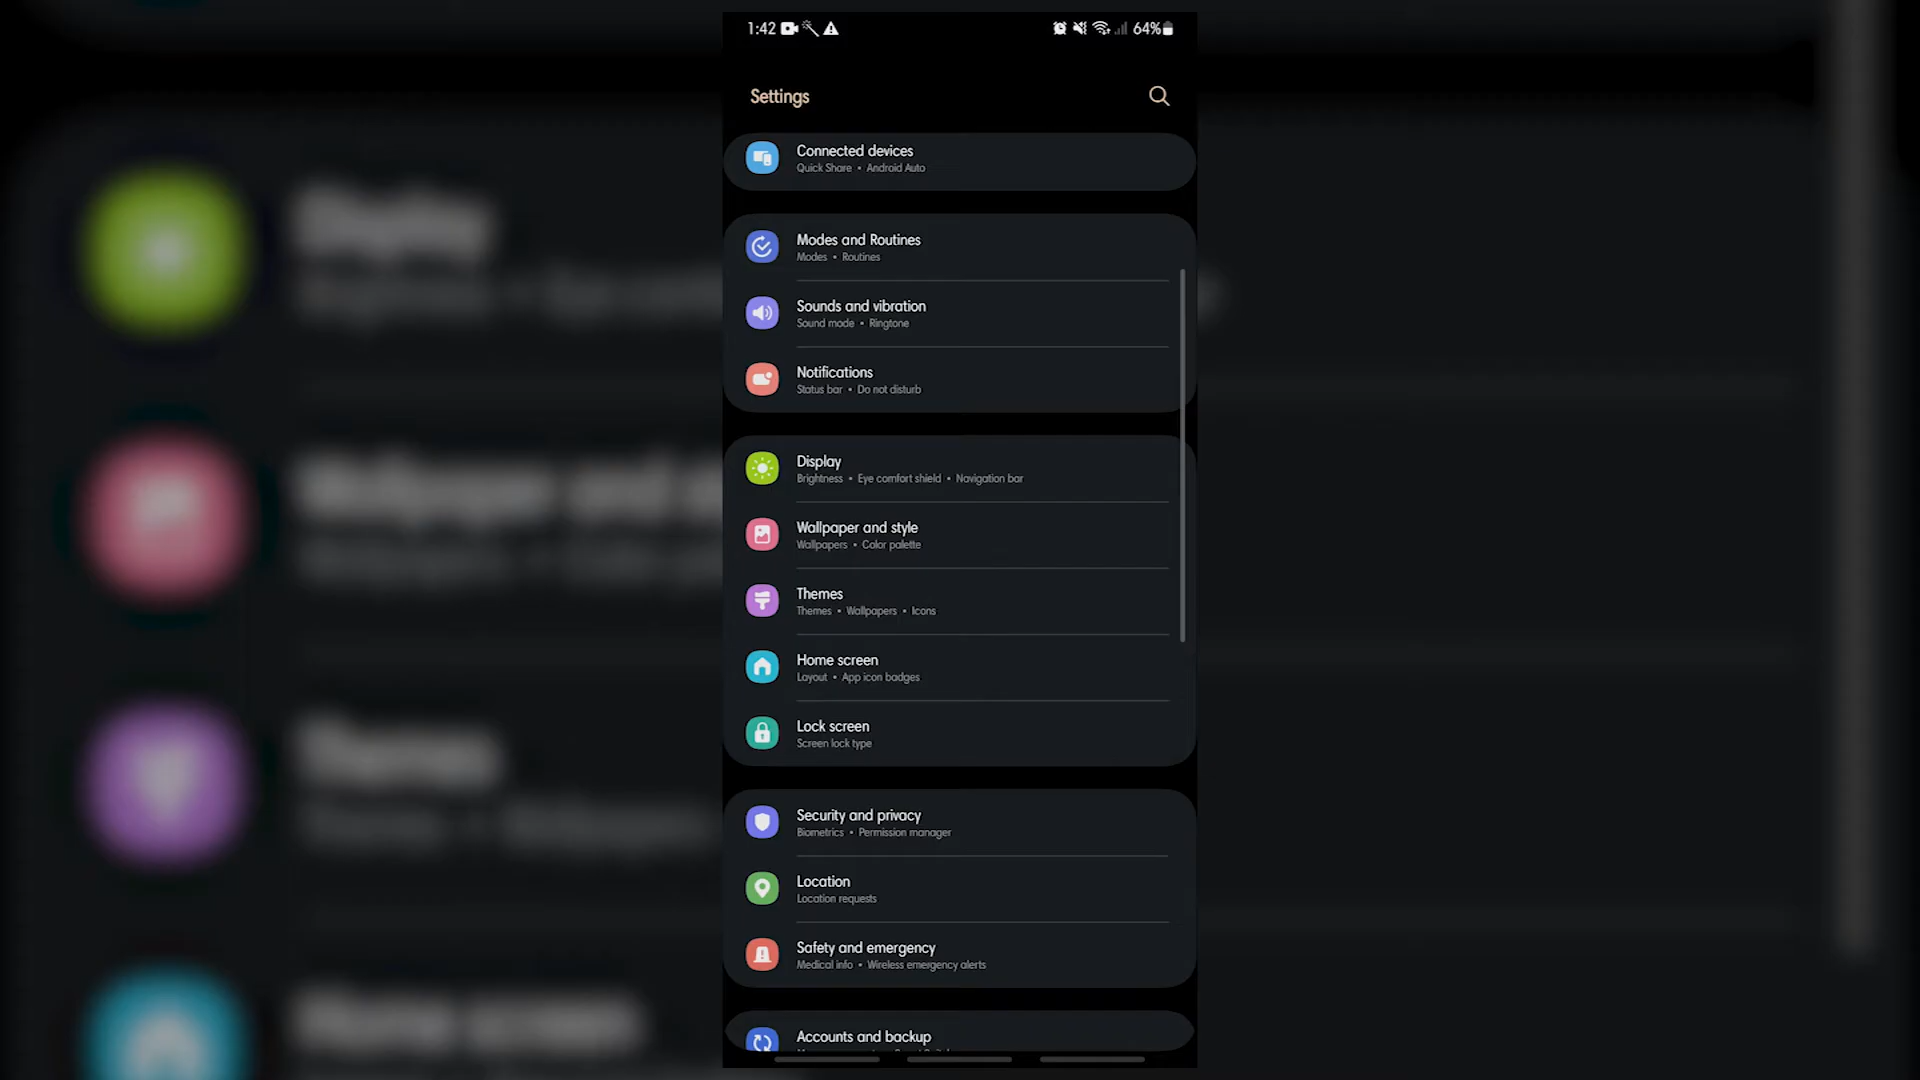 1:42
64%
Settings
Connected devices
Quick Share • Android Auto
Modes and Routines
Modes • Routines
Sounds and vibration
Sound mode • Ringtone
Notifications
Status bar • Do not disturb
Display
Brightness • Eye comfort shield • Navigation bar
Wallpaper and style
Wallpapers • Color palette
Themes
Themes • Wallpapers • Icons
Home screen
Layout • App icon badges
Lock screen
Screen lock type
Security and privacy
Biometrics • Permission manager
Location
Location requests
Safety and emergency
Medical info • Wireless emergency alerts
Accounts and backup